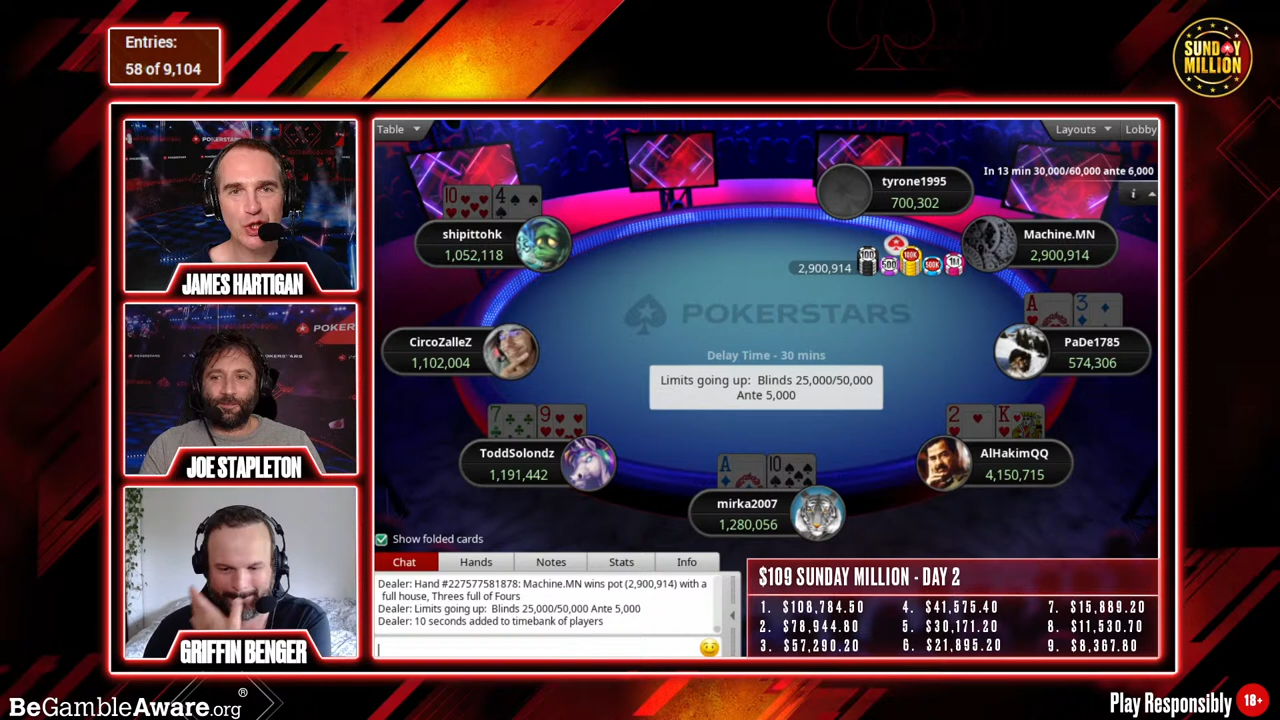 Entries:
58 of 9,104
SUNDAY
MILLION
JAMES HARTIGAN
JOE STAPLETON
GRIFFIN BENGER
Table
Layouts
Lobby
In 13 min 30,000/60,000 ante 6,000
i
tyrone1995
700,302
10
4
shipittohk
1,052,118
Machine.MN
2,900,914
2,900,914
POKERSTARS
A
3
CircoZalleZ
1,102,004
PaDe1785
574,306
Delay Time - 30 mins
Limits going up: Blinds 25,000/50,000
Ante 5,000
7
9
2
K
ToddSolondz
1,191,442
AlHakimQQ
4,150,715
A
10
mirka2007
1,280,056
Show folded cards
Chat
Hands
Notes
Stats
Info
Dealer: Hand #227577581878: Machine.MN wins pot (2,900,914) with a
full house, Threes full of Fours
Dealer: Limits going up: Blinds 25,000/50,000 Ante 5,000
Dealer: 10 seconds added to timebank of players
$109 SUNDAY MILLION - DAY 2
1. $108,784.50
4. $41,575.40
7. $15,889.20
2. $78,944.80
5. $30,171.20
8. $11,530.70
3. $57,290.20
6. $21,895.20
9. $8,367.80
BeGambleAware.org®
Play Responsibly 18+